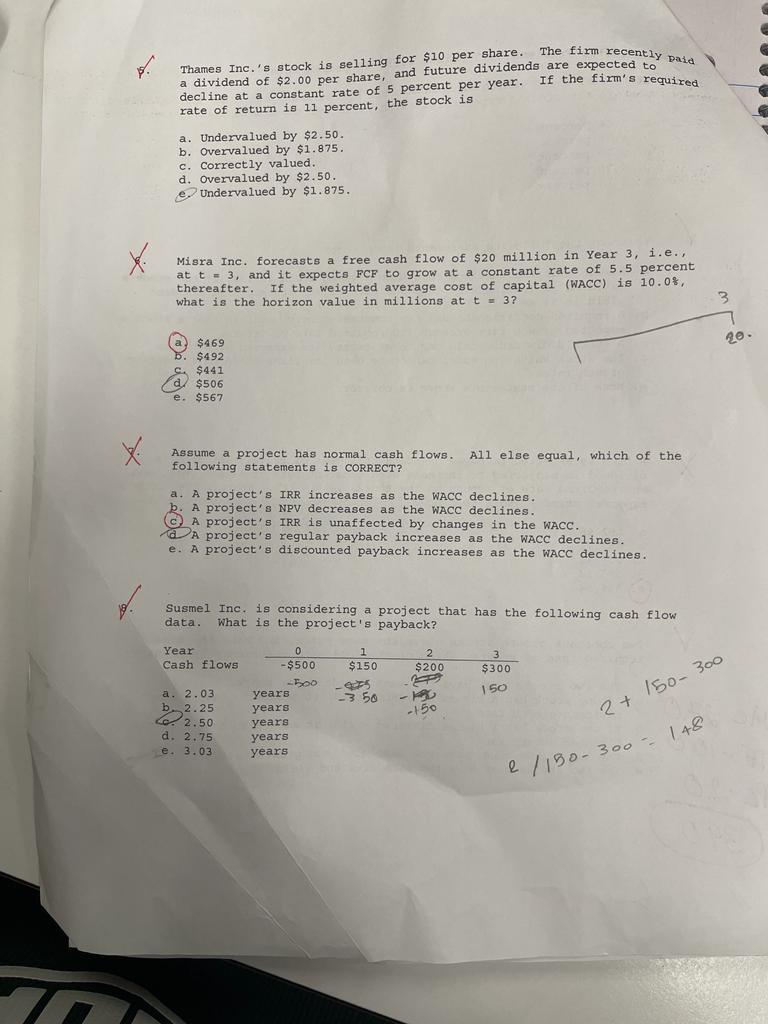 5. Thames Inc.'s stock is selling for $10 per share. The firm recently paid
a dividend of $2.00 per share, and future dividends are expected to
decline at a constant rate of 5 percent per year. If the firm's required
rate of return is 11 percent, the stock is
a. Undervalued by $2.50.
b. Overvalued by $1.875.
c. Correctly valued.
d. Overvalued by $2.50.
e. Undervalued by $1.875.
6. Misra Inc. forecasts a free cash flow of $20 million in Year 3, i.e.,
at t = 3, and it expects FCF to grow at a constant rate of 5.5 percent
thereafter. If the weighted average cost of capital (WACC) is 10.0%,
what is the horizon value in millions at t = 3?
3
20.
a. $469
b. $492
c. $441
d. $506
e. $567
7. Assume a project has normal cash flows. All else equal, which of the
following statements is CORRECT?
a. A project's IRR increases as the WACC declines.
b. A project's NPV decreases as the WACC declines.
c. A project's IRR is unaffected by changes in the WACC.
d. A project's regular payback increases as the WACC declines.
e. A project's discounted payback increases as the WACC declines.
Susmel Inc. is considering a project that has the following cash flow
data. What is the project's payback?
Year 0 1 2 3
Cash flows -$500 $150 $200 $300
-500 -350 -150 150
a. 2.03 years
b. 2.25 years
c. 2.50 years
d. 2.75 years
e. 3.03 years
2 + 150-300
2 /150-300 = 148